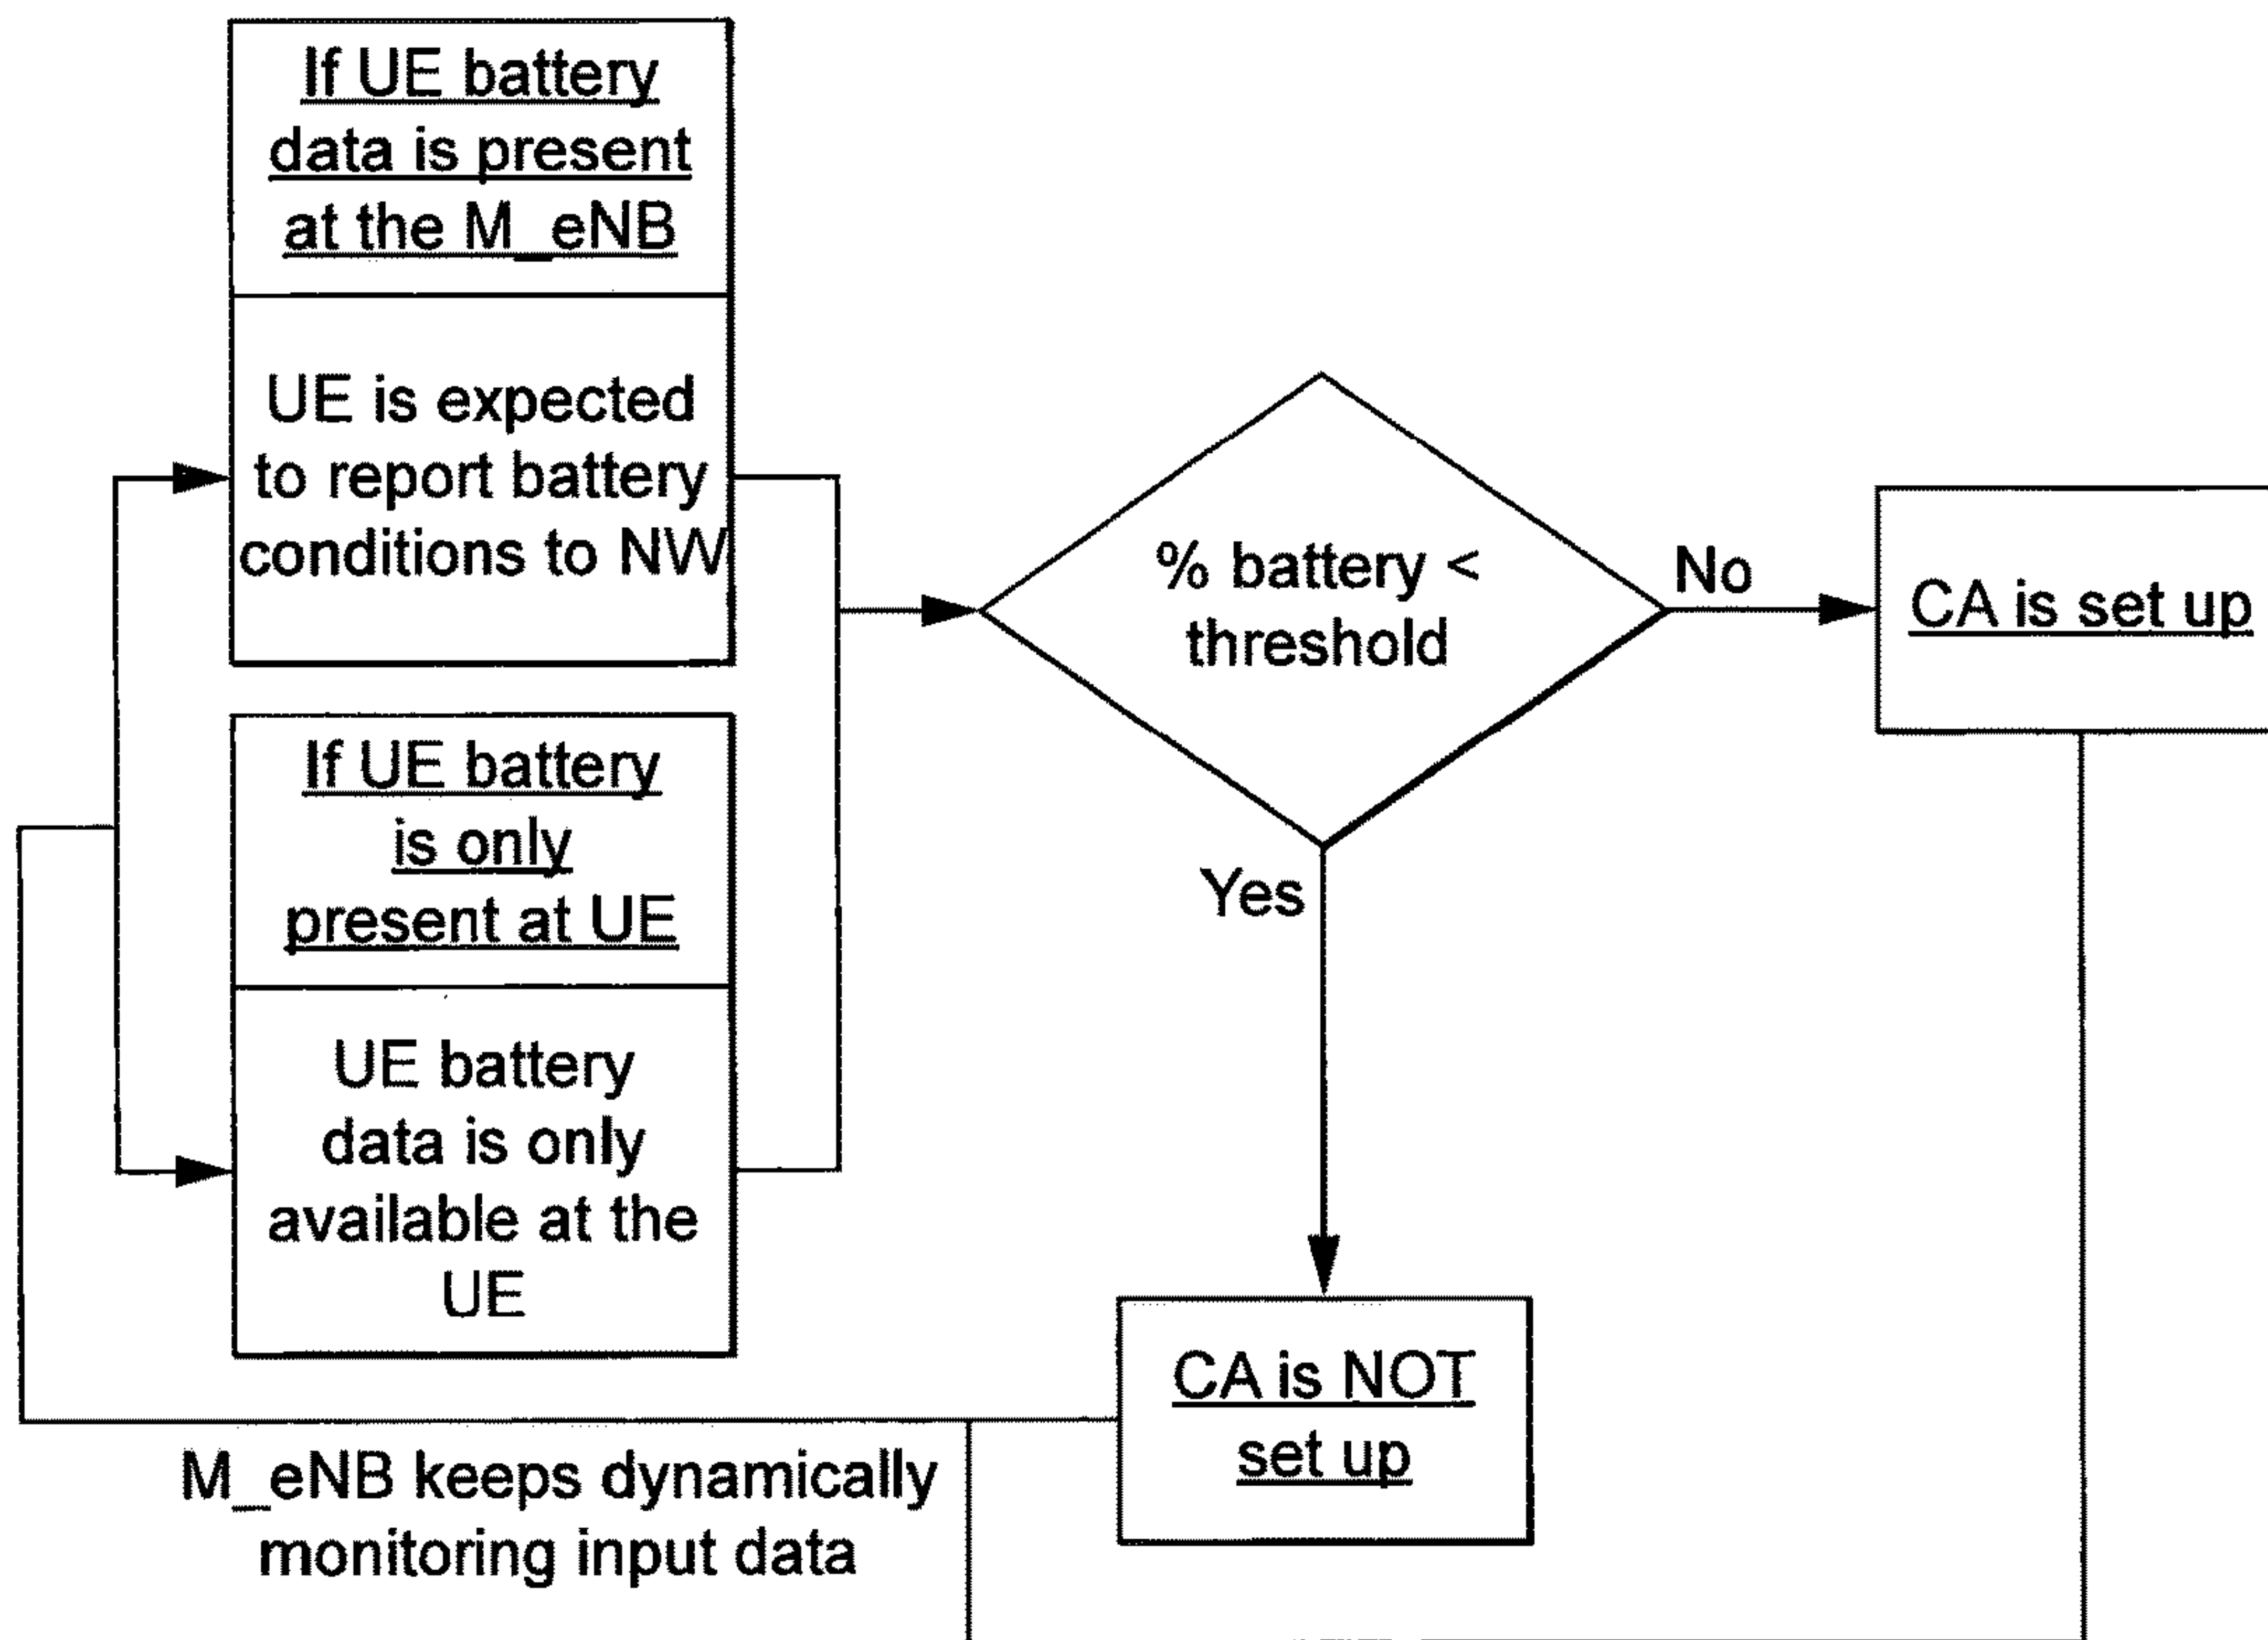 If UE battery
data is present
at the M_eNB
UE is expected
to report battery
conditions to NW
If UE battery
is only
present at UE
UE battery
data is only
available at the
UE
% battery <
threshold
No
CA is set up
Yes
CA is NOT
set up
M_eNB keeps dynamically
monitoring input data